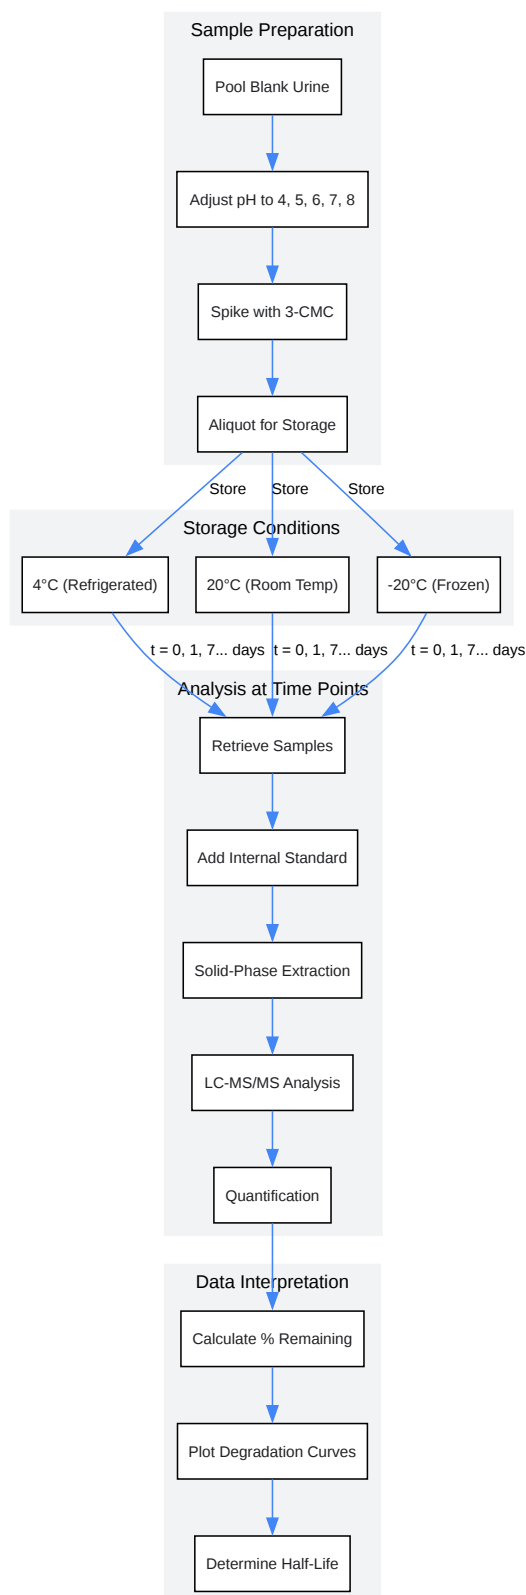 Sample Preparation
Pool Blank Urine
Adjust pH to 4, 5, 6, 7, 8
Spike with 3-CMC
Aliquot for Storage
Store
Store
Store
Storage Conditions
4°C (Refrigerated)
20°C (Room Temp)
-20°C (Frozen)
t = 0, 1, 7... days
t = 0, 1, 7... days
t = 0, 1, 7... days
Analysis at Time Points
Retrieve Samples
Add Internal Standard
Solid-Phase Extraction
LC-MS/MS Analysis
Quantification
Data Interpretation
Calculate % Remaining
Plot Degradation Curves
Determine Half-Life